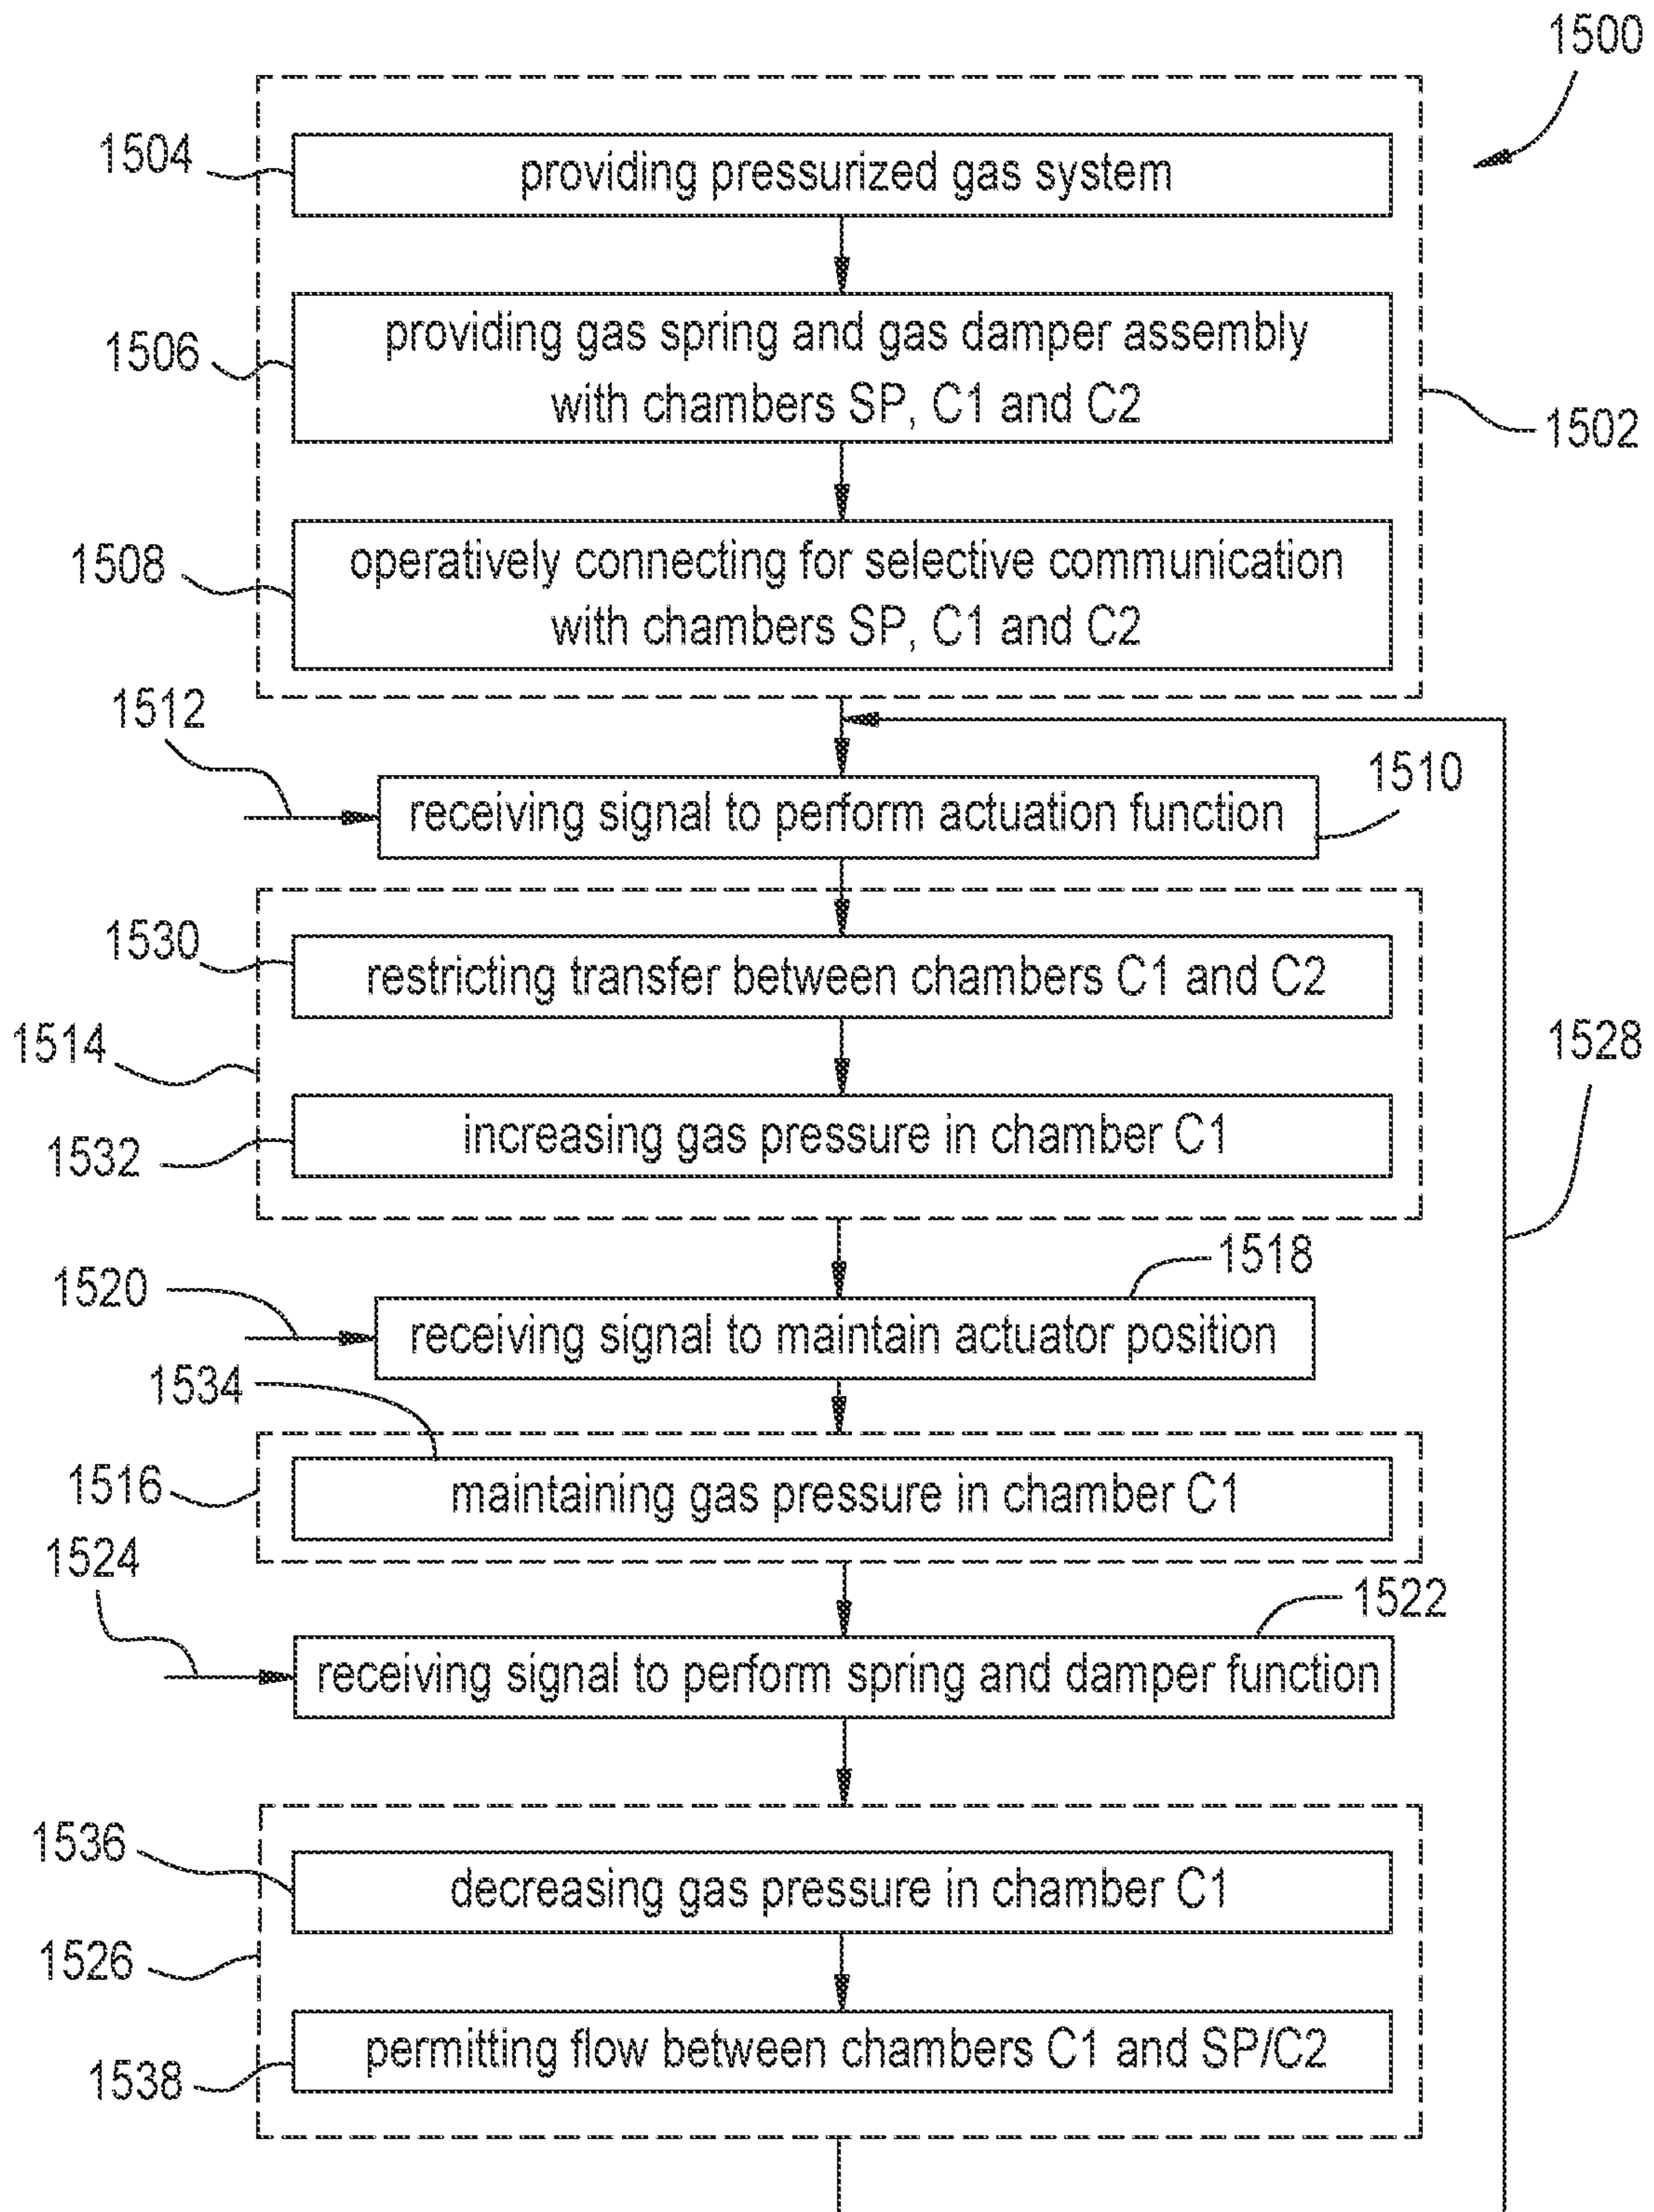 1500
1504
providing pressurized gas system
1506
providing gas spring and gas damper assembly
with chambers SP, C1 and C2
1502
1508
operatively connecting for selective communication
with chambers SP, C1 and C2
1512
1510
receiving signal to perform actuation function
1530
restricting transfer between chambers C1 and C2
1514
1528
1532
increasing gas pressure in chamber C1
1518
1520
receiving signal to maintain actuator position
1534
1516
maintaining gas pressure in chamber C1
1524
1522
receiving signal to perform spring and damper function
1536
decreasing gas pressure in chamber C1
1526
permitting flow between chambers C1 and SP/C2
1538